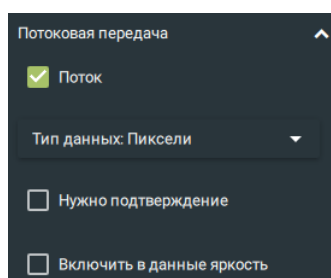 Потоковая передача
Поток
Тип данных: Пиксели
Нужно подтверждение
Включить в данные яркость